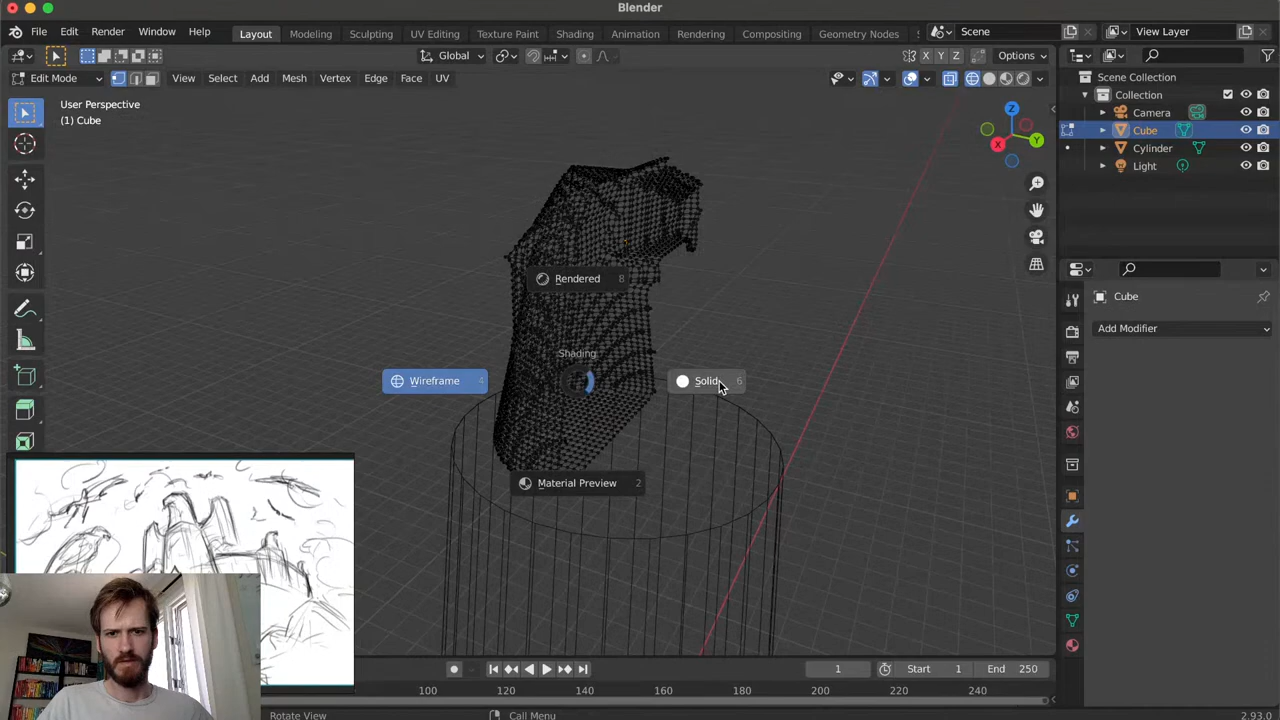 Blender
File Edit Render Window Help
Layout Modeling Sculpting UV Editing Texture Paint Shading Animation Rendering Compositing Geometry Nodes
Scene
View Layer
Global
X Y Z Options
Edit Mode View Select Add Mesh Vertex Edge Face UV
User Perspective
(1) Cube
Z
Y
X
Scene Collection
Collection
Camera
Cube
Cylinder
Light
Cube
Add Modifier
Rendered 8
Shading
Wireframe 4
Solid 6
Material Preview 2
1 Start 1 End 250
100 120 140 160 180 200 220 240
Rotate View Call Menu 2.93.0